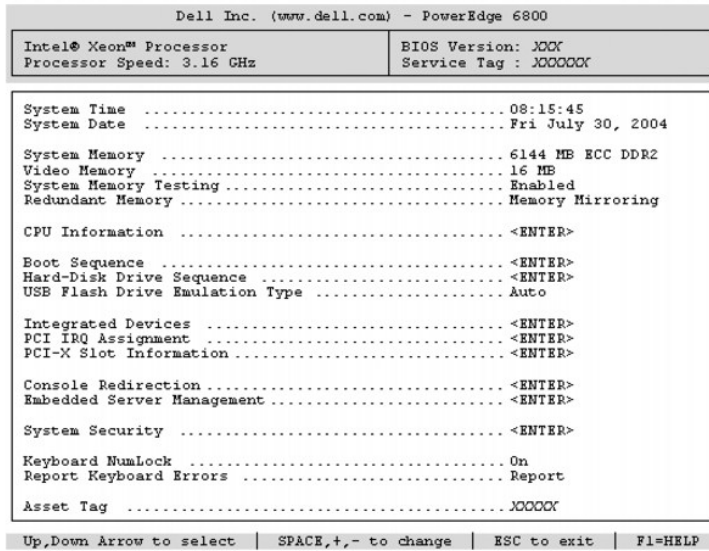 Dell Inc. (www.dell.com) - PowerEdge 6800
Intel® Xeon™ Processor
Processor Speed: 3.16 GHz
BIOS Version: XXX
Service Tag : XXXXXX
System Time ........................................ 08:15:45
System Date ........................................ Fri July 30, 2004
System Memory ...................................... 6144 MB ECC DDR2
Video Memory ....................................... 16 MB
System Memory Testing ............................... Enabled
Redundant Memory .................................... Memory Mirroring
CPU Information .................................... <ENTER>
Boot Sequence ...................................... <ENTER>
Hard-Disk Drive Sequence ........................... <ENTER>
USB Flash Drive Emulation Type ..................... Auto
Integrated Devices ................................. <ENTER>
PCI IRQ Assignment ................................. <ENTER>
PCI-X Slot Information .............................. <ENTER>
Console Redirection ................................. <ENTER>
Embedded Server Management .......................... <ENTER>
System Security .................................... <ENTER>
Keyboard NumLock ................................... On
Report Keyboard Errors ............................. Report
Asset Tag .......................................... XXXXX
Up,Down Arrow to select | SPACE,+,- to change | ESC to exit | F1=HELP